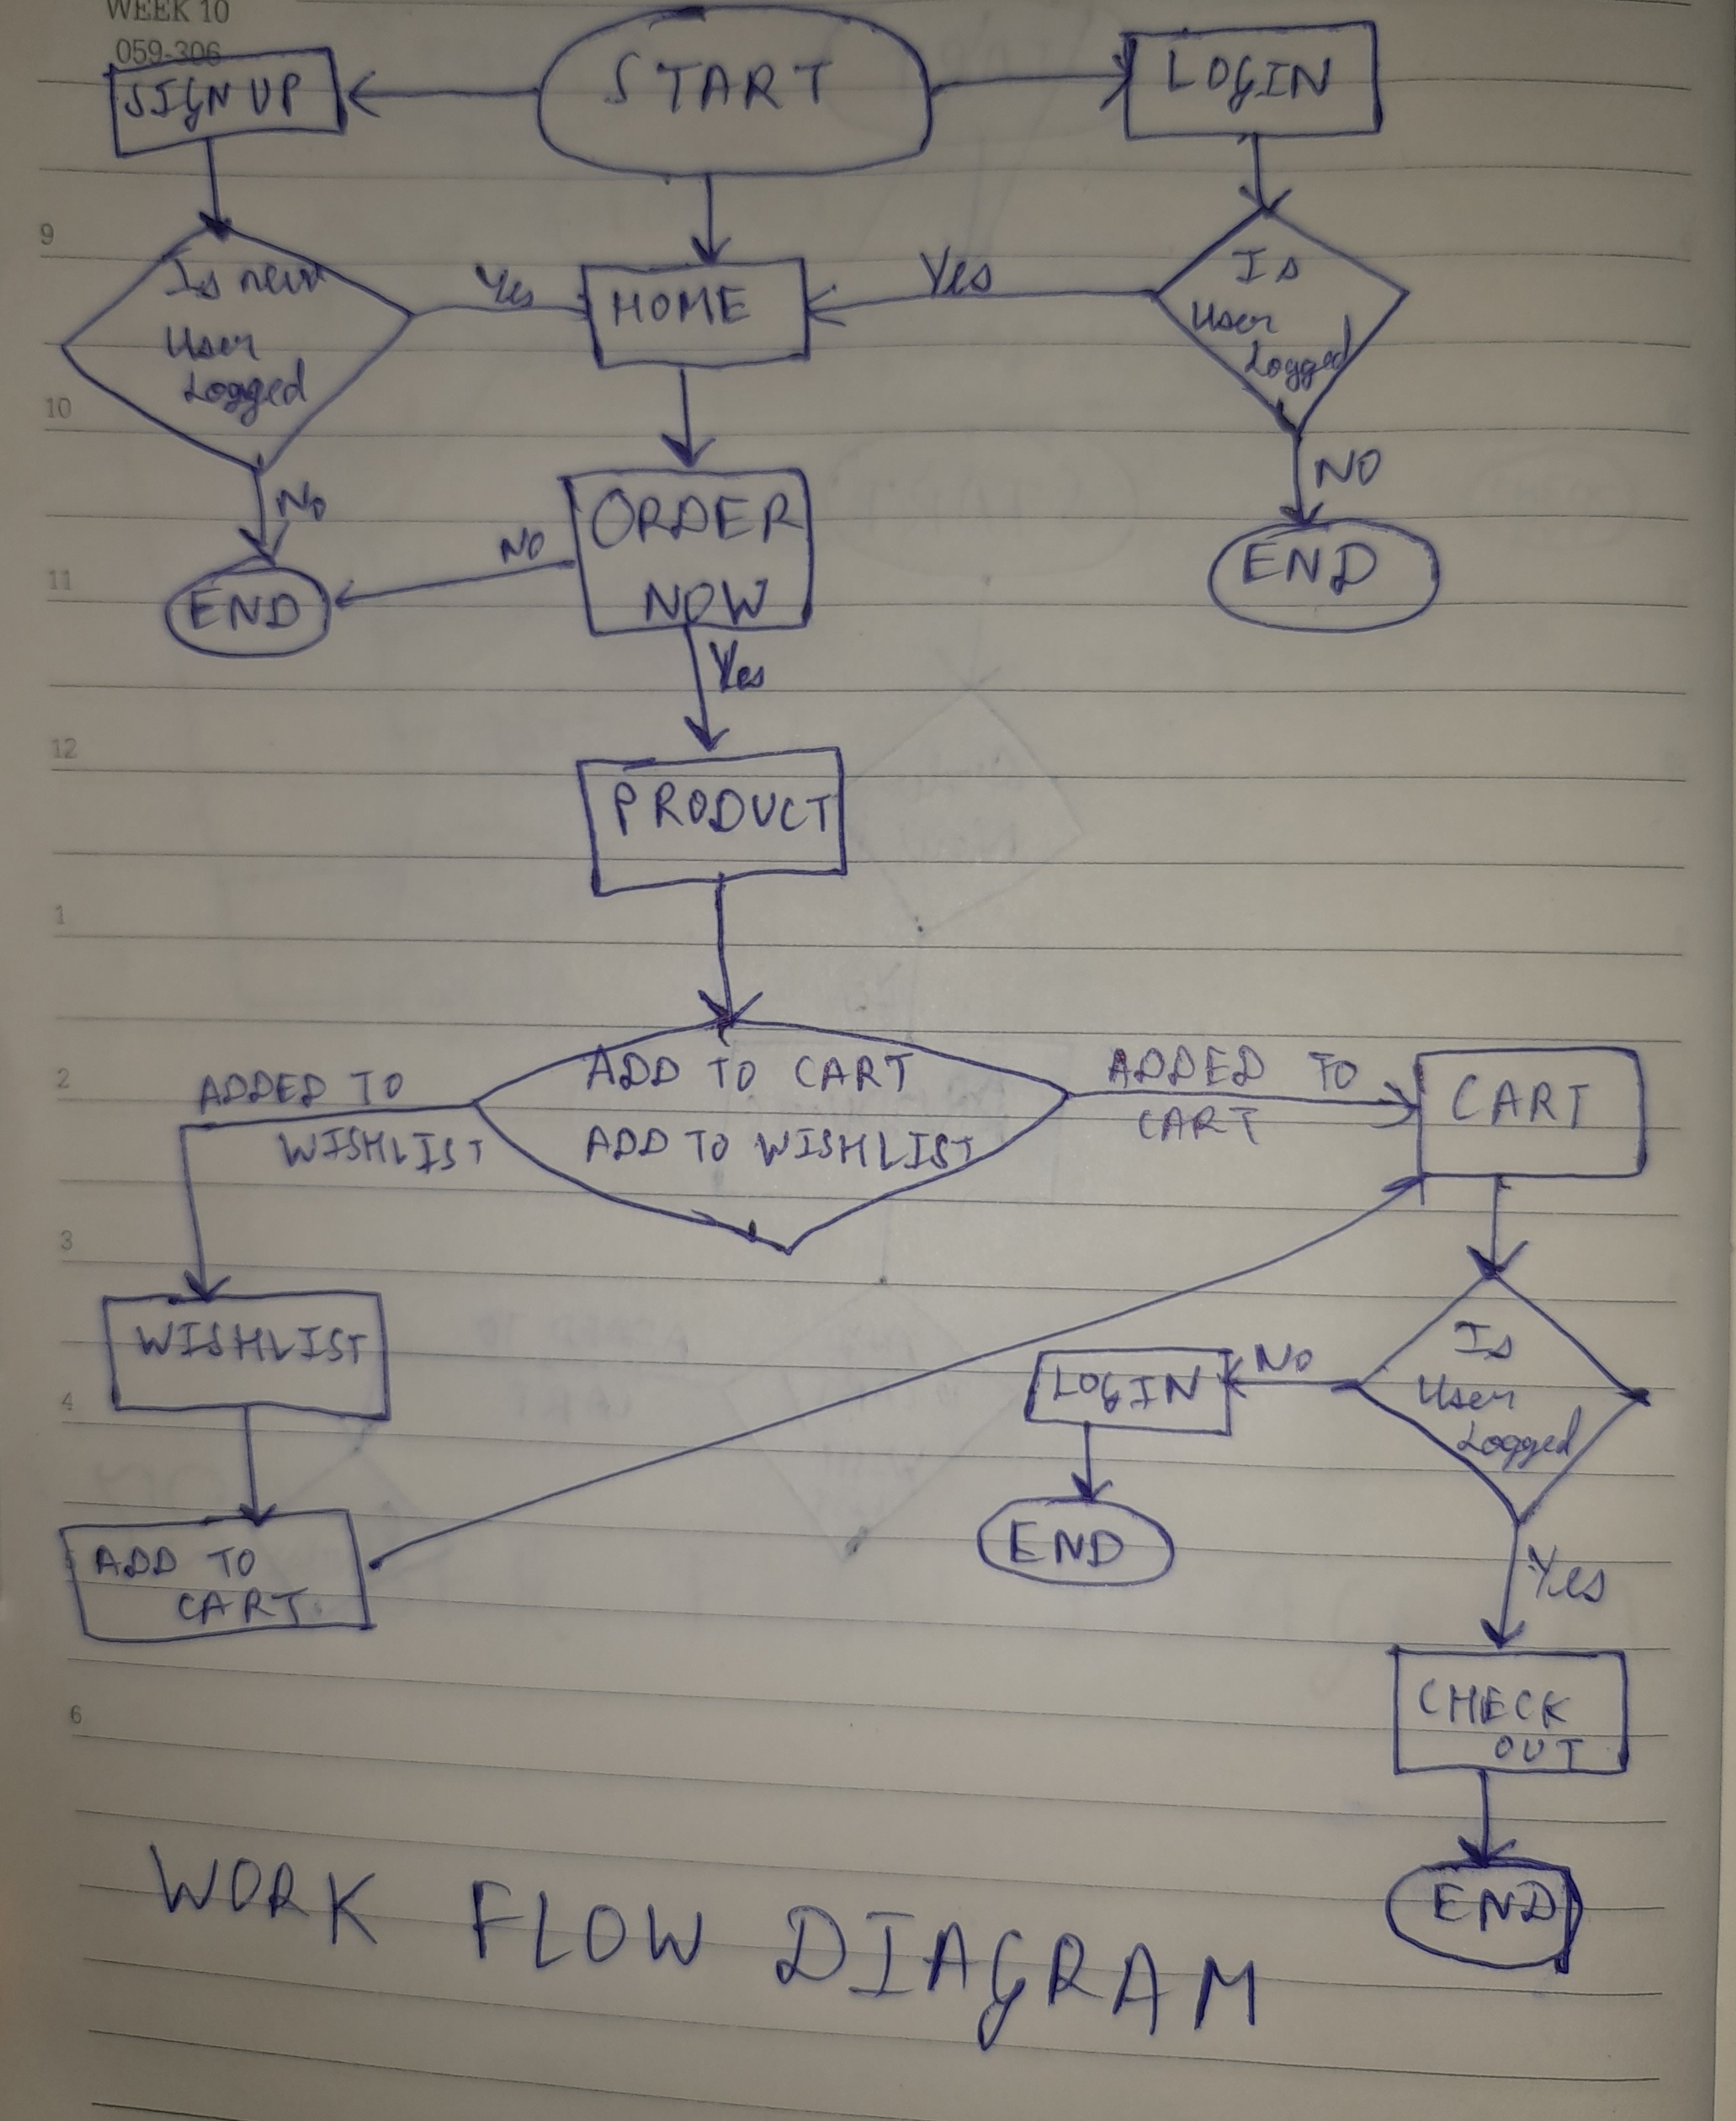 WEEK 10
059-306
SIGN UP
START
LOGIN
9
Is new
User
Logged
Yes
HOME
Yes
Is
User
Logged
10
No
NO
11
END
NO
ORDER
NOW
END
Yes
12
PRODUCT
1
2
ADDED TO
WISHLIST
ADD TO CART
ADD TO WISHLIST
ADDED TO
CART
CART
3
WISHLIST
4
LOGIN
No
Is
User
Logged
END
ADD TO
CART
Yes
6
CHECK
OUT
END
WORK FLOW DIAGRAM